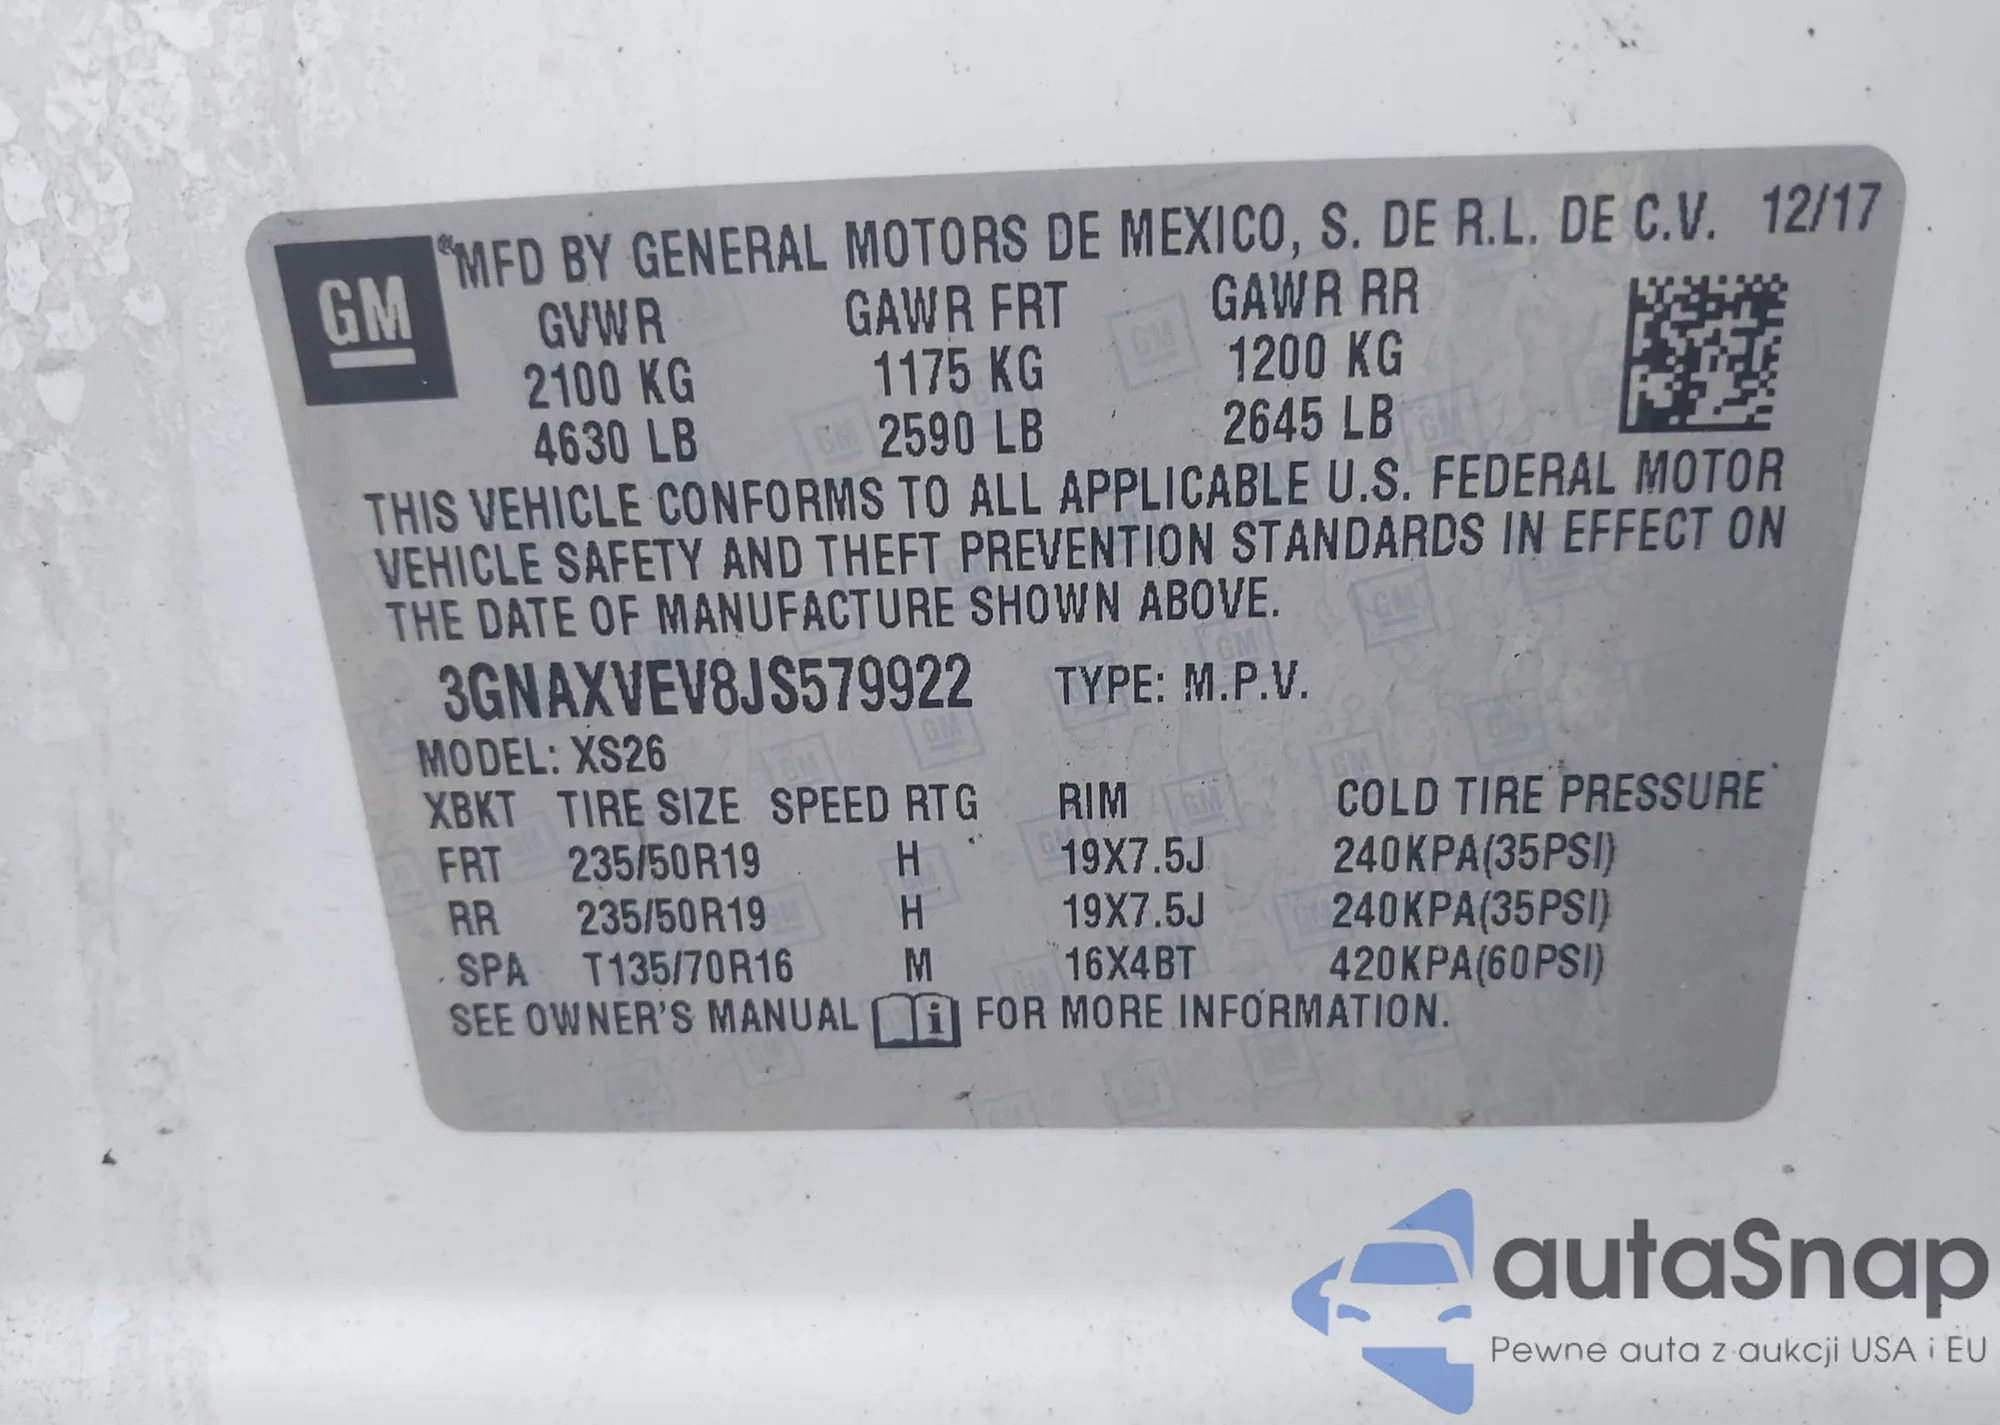 GM ® MFD BY GENERAL MOTORS DE MEXICO, S. DE R.L. DE C.V. 12/17
GVWR GAWR FRT GAWR RR
2100 KG 1175 KG 1200 KG
4630 LB 2590 LB 2645 LB
THIS VEHICLE CONFORMS TO ALL APPLICABLE U.S. FEDERAL MOTOR
VEHICLE SAFETY AND THEFT PREVENTION STANDARDS IN EFFECT ON
THE DATE OF MANUFACTURE SHOWN ABOVE.
3GNAXVEV8JS579922 TYPE: M.P.V.
MODEL: XS26
XBKT TIRE SIZE SPEED RTG RIM COLD TIRE PRESSURE
FRT 235/50R19 H 19X7.5J 240KPA(35PSI)
RR 235/50R19 H 19X7.5J 240KPA(35PSI)
SPA T135/70R16 M 16X4BT 420KPA(60PSI)
SEE OWNER'S MANUAL i FOR MORE INFORMATION.
autaSnap
Pewne auta z aukcji USA i EU